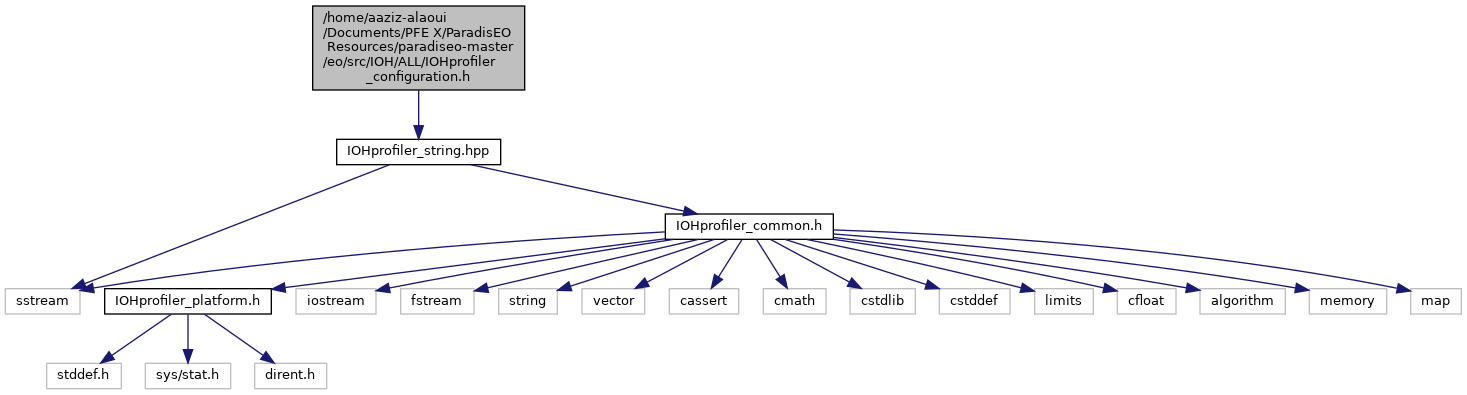 /home/aaziz-alaoui
/Documents/PFE X/ParadisEO
Resources/paradiseo-master
/eo/src/IOH/ALL/IOHprofiler
_configuration.h
IOHprofiler_string.hpp
IOHprofiler_common.h
sstream
IOHprofiler_platform.h
iostream
fstream
string
vector
cassert
cmath
cstdlib
cstddef
limits
cfloat
algorithm
memory
map
stddef.h
sys/stat.h
dirent.h